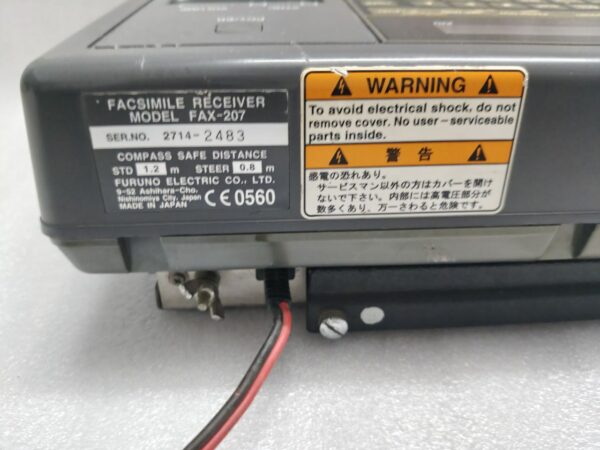 FACSIMILE RECEIVER
MODEL FAX-207
SER.NO. 2714-2483
COMPASS SAFE DISTANCE
STD 1.2 m STEER 0.8 m
FURUNO ELECTRIC CO., LTD.
9-52 Ashihara-Cho,
Nishinomiya City, Japan
MADE IN JAPAN
CE 0560
WARNING
To avoid electrical shock, do not
remove cover. No user-serviceable
parts inside.
警告
感電の恐れあり。
サービスマン以外の方はカバーを開け
ないで下さい。内部には高電圧部分が
数多くあり、万一さわると危険です。